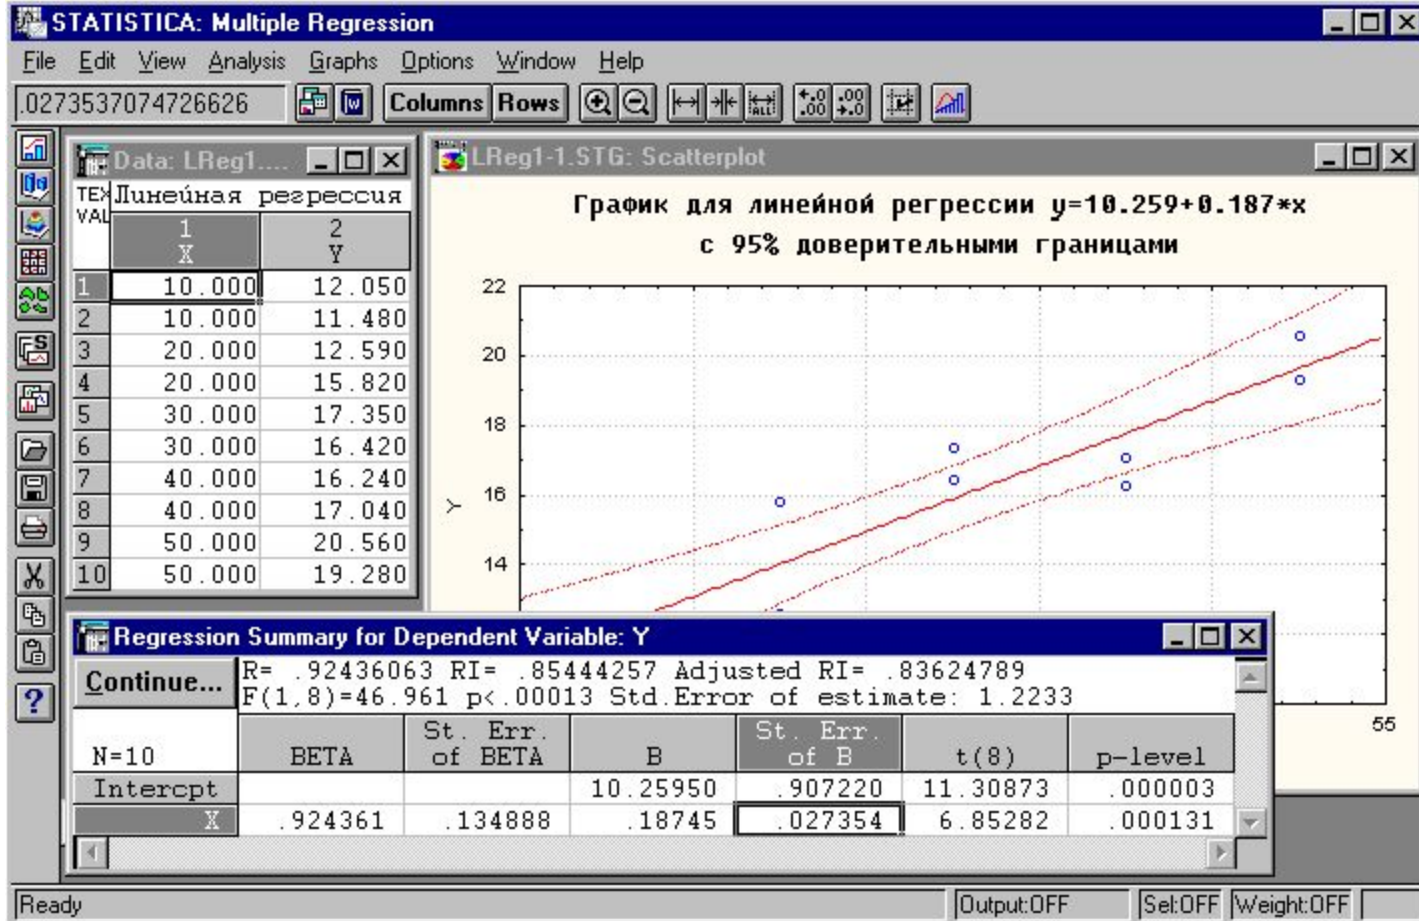 STATISTICA: Multiple Regression
File Edit View Analysis Graphs Options Window Help
.0273537074726626 Columns Rows
Data: LReg1....
TEX Линейная регрессия
VAL 1 2
X Y
1 10.000 12.050
2 10.000 11.480
3 20.000 12.590
4 20.000 15.820
5 30.000 17.350
6 30.000 16.420
7 40.000 16.240
8 40.000 17.040
9 50.000 20.560
10 50.000 19.280
LReg1-1.STG: Scatterplot
График для линейной регрессии y=10.259+0.187*x
с 95% доверительными границами
22
20
18
16
14
Y
55
Regression Summary for Dependent Variable: Y
Continue...
R= .92436063 RI= .85444257 Adjusted RI= .83624789
F(1,8)=46.961 p<.00013 Std.Error of estimate: 1.2233
St. Err. St. Err.
N=10 BETA of BETA B of B t(8) p-level
Intercpt 10.25950 .907220 11.30873 .000003
X .924361 .134888 .18745 .027354 6.85282 .000131
Ready Output:OFF Sel:OFF Weight:OFF